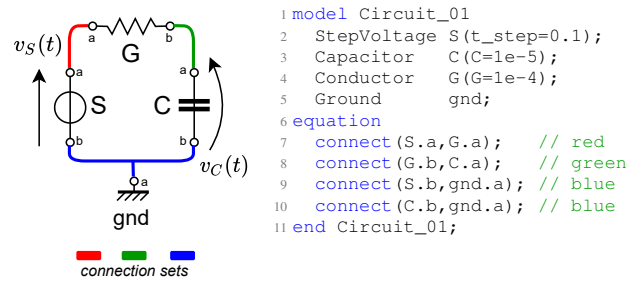 v_S(t)
a
b
G
a
a
S
C
b
b
v_C(t)
a
gnd
connection sets
1 model Circuit_01
2 StepVoltage S(t_step=0.1);
3 Capacitor C(C=1e-5);
4 Conductor G(G=1e-4);
5 Ground gnd;
6 equation
7 connect(S.a,G.a); // red
8 connect(G.b,C.a); // green
9 connect(S.b,gnd.a); // blue
10 connect(C.b,gnd.a); // blue
11 end Circuit_01;